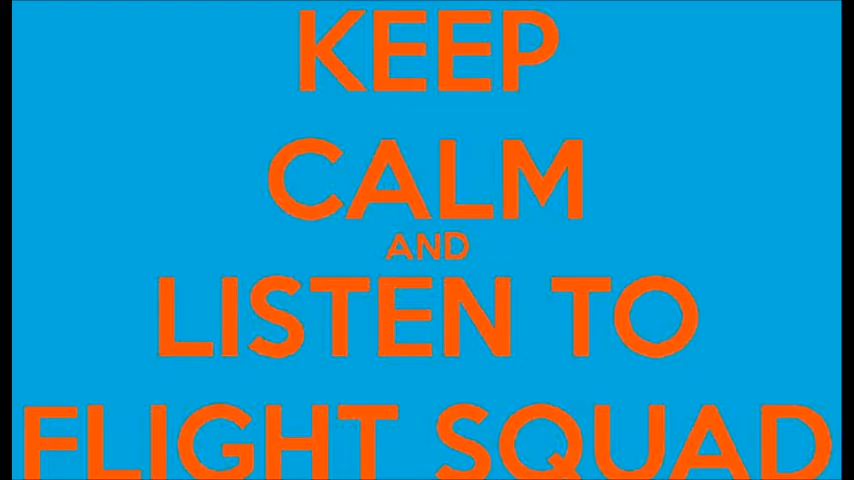 KEEP
CALM
AND
LISTEN TO
FLIGHT SQUAD